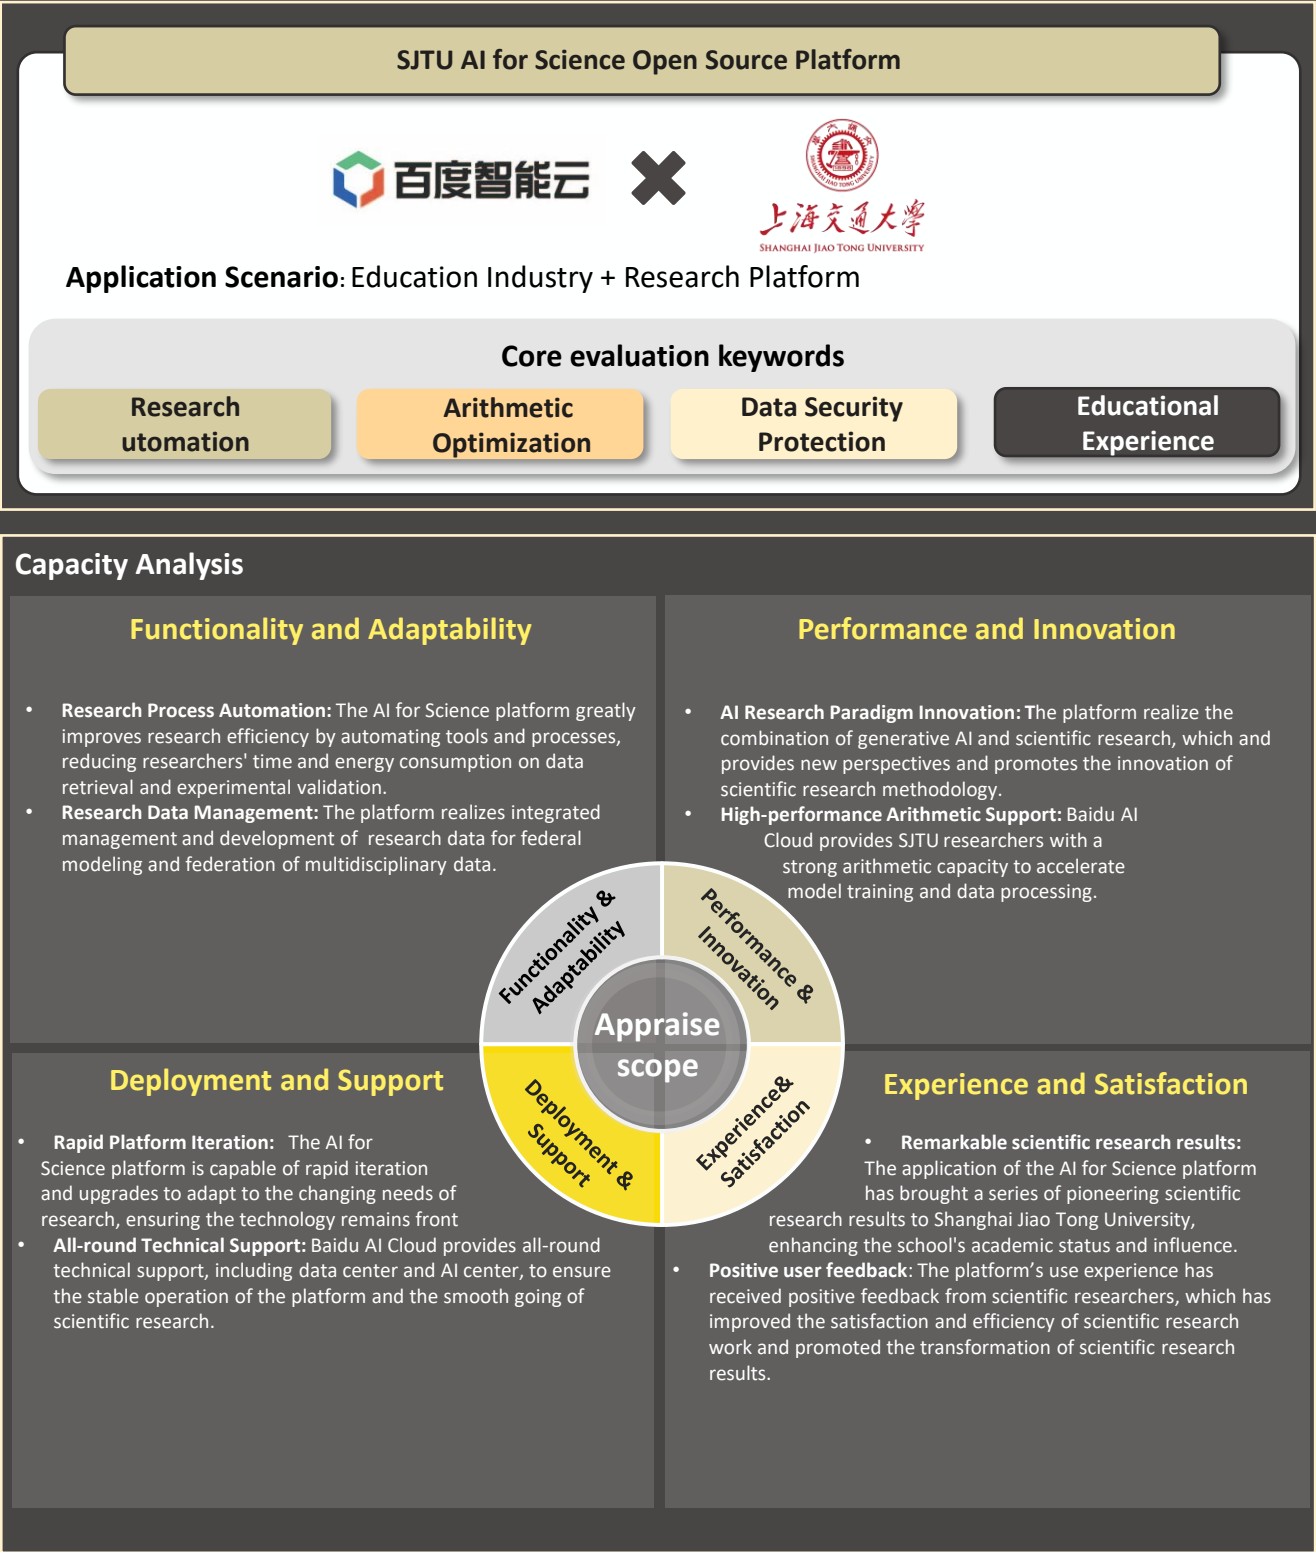 SJTU AI for Science Open Source Platform
百度智能云
上海交通大學
SHANGHAI JIAO TONG UNIVERSITY
Application Scenario: Education Industry + Research Platform
Core evaluation keywords
Research
utomation
Arithmetic
Optimization
Data Security
Protection
Educational
Experience
Capacity Analysis
Functionality and Adaptability
• Research Process Automation: The AI for Science platform greatly
improves research efficiency by automating tools and processes,
reducing researchers' time and energy consumption on data
retrieval and experimental validation.
• Research Data Management: The platform realizes integrated
management and development of research data for federal
modeling and federation of multidisciplinary data.
Performance and Innovation
• AI Research Paradigm Innovation: The platform realize the
combination of generative AI and scientific research, which and
provides new perspectives and promotes the innovation of
scientific research methodology.
• High-performance Arithmetic Support: Baidu AI
Cloud provides SJTU researchers with a
strong arithmetic capacity to accelerate
model training and data processing.
Functionality &
Adaptability
Performance &
Innovation
Appraise
scope
Deployment &
Support
Experience&
Satisfaction
Deployment and Support
• Rapid Platform Iteration: The AI for
Science platform is capable of rapid iteration
and upgrades to adapt to the changing needs of
research, ensuring the technology remains front
• All-round Technical Support: Baidu AI Cloud provides all-round
technical support, including data center and AI center, to ensure
the stable operation of the platform and the smooth going of
scientific research.
Experience and Satisfaction
• Remarkable scientific research results:
The application of the AI for Science platform
has brought a series of pioneering scientific
research results to Shanghai Jiao Tong University,
enhancing the school's academic status and influence.
• Positive user feedback: The platform’s use experience has
received positive feedback from scientific researchers, which has
improved the satisfaction and efficiency of scientific research
work and promoted the transformation of scientific research
results.